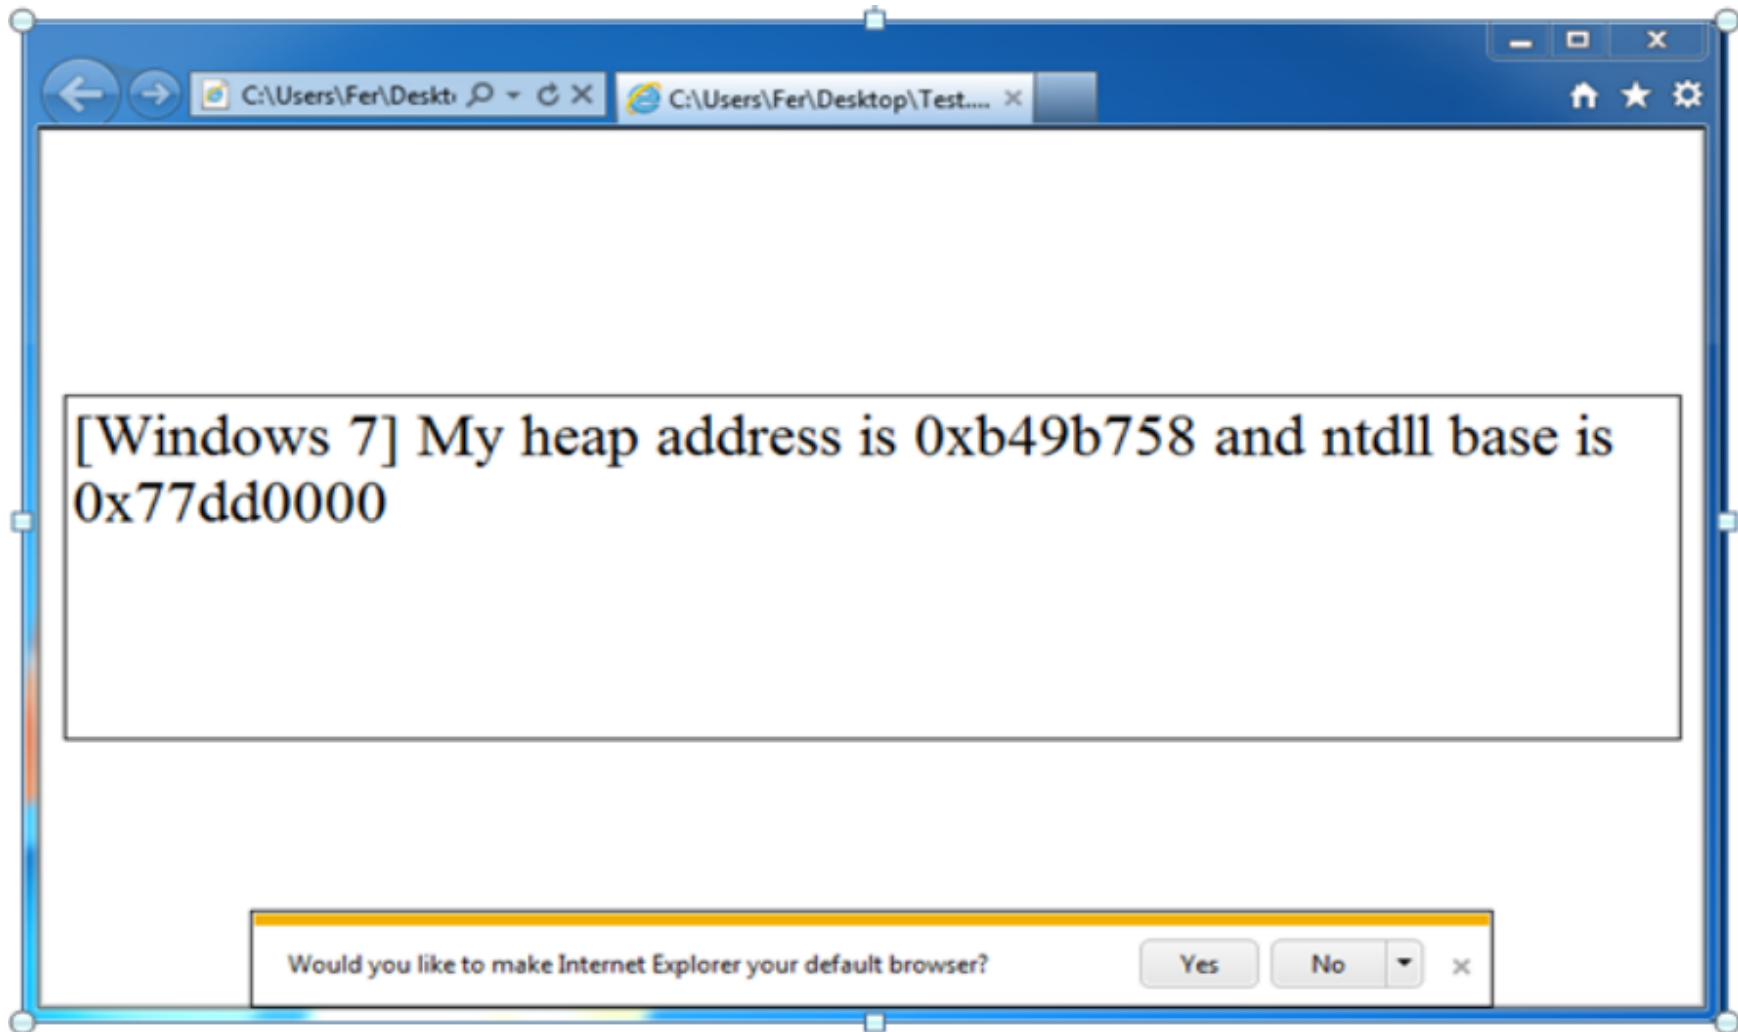 C:\Users\Fer\Deskt
C:\Users\Fer\Desktop\Test....
[Windows 7] My heap address is 0xb49b758 and ntdll base is
0x77dd0000
Would you like to make Internet Explorer your default browser?
Yes
No